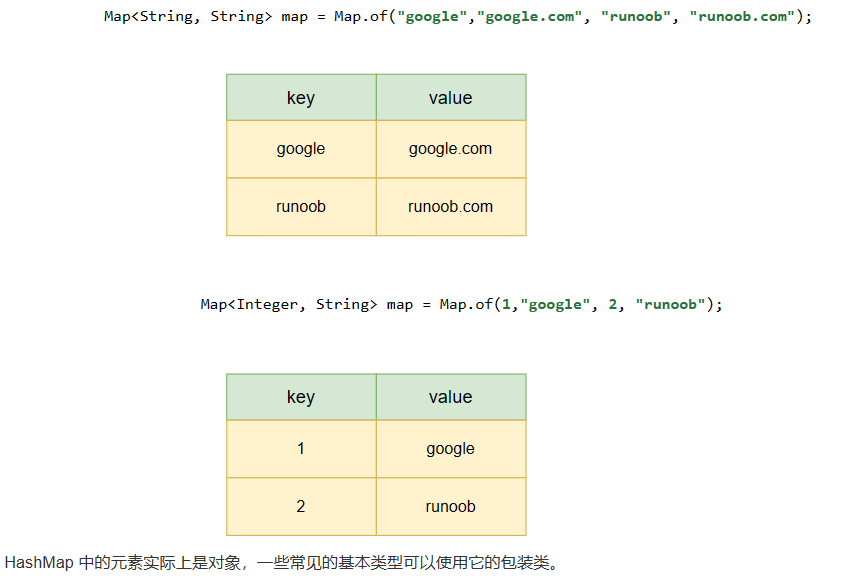 Map<String, String> map = Map.of("google","google.com", "runoob", "runoob.com");
key value
google google.com
runoob runoob.com
Map<Integer, String> map = Map.of(1,"google", 2, "runoob");
key value
1 google
2 runoob
HashMap 中的元素实际上是对象，一些常见的基本类型可以使用它的包装类。